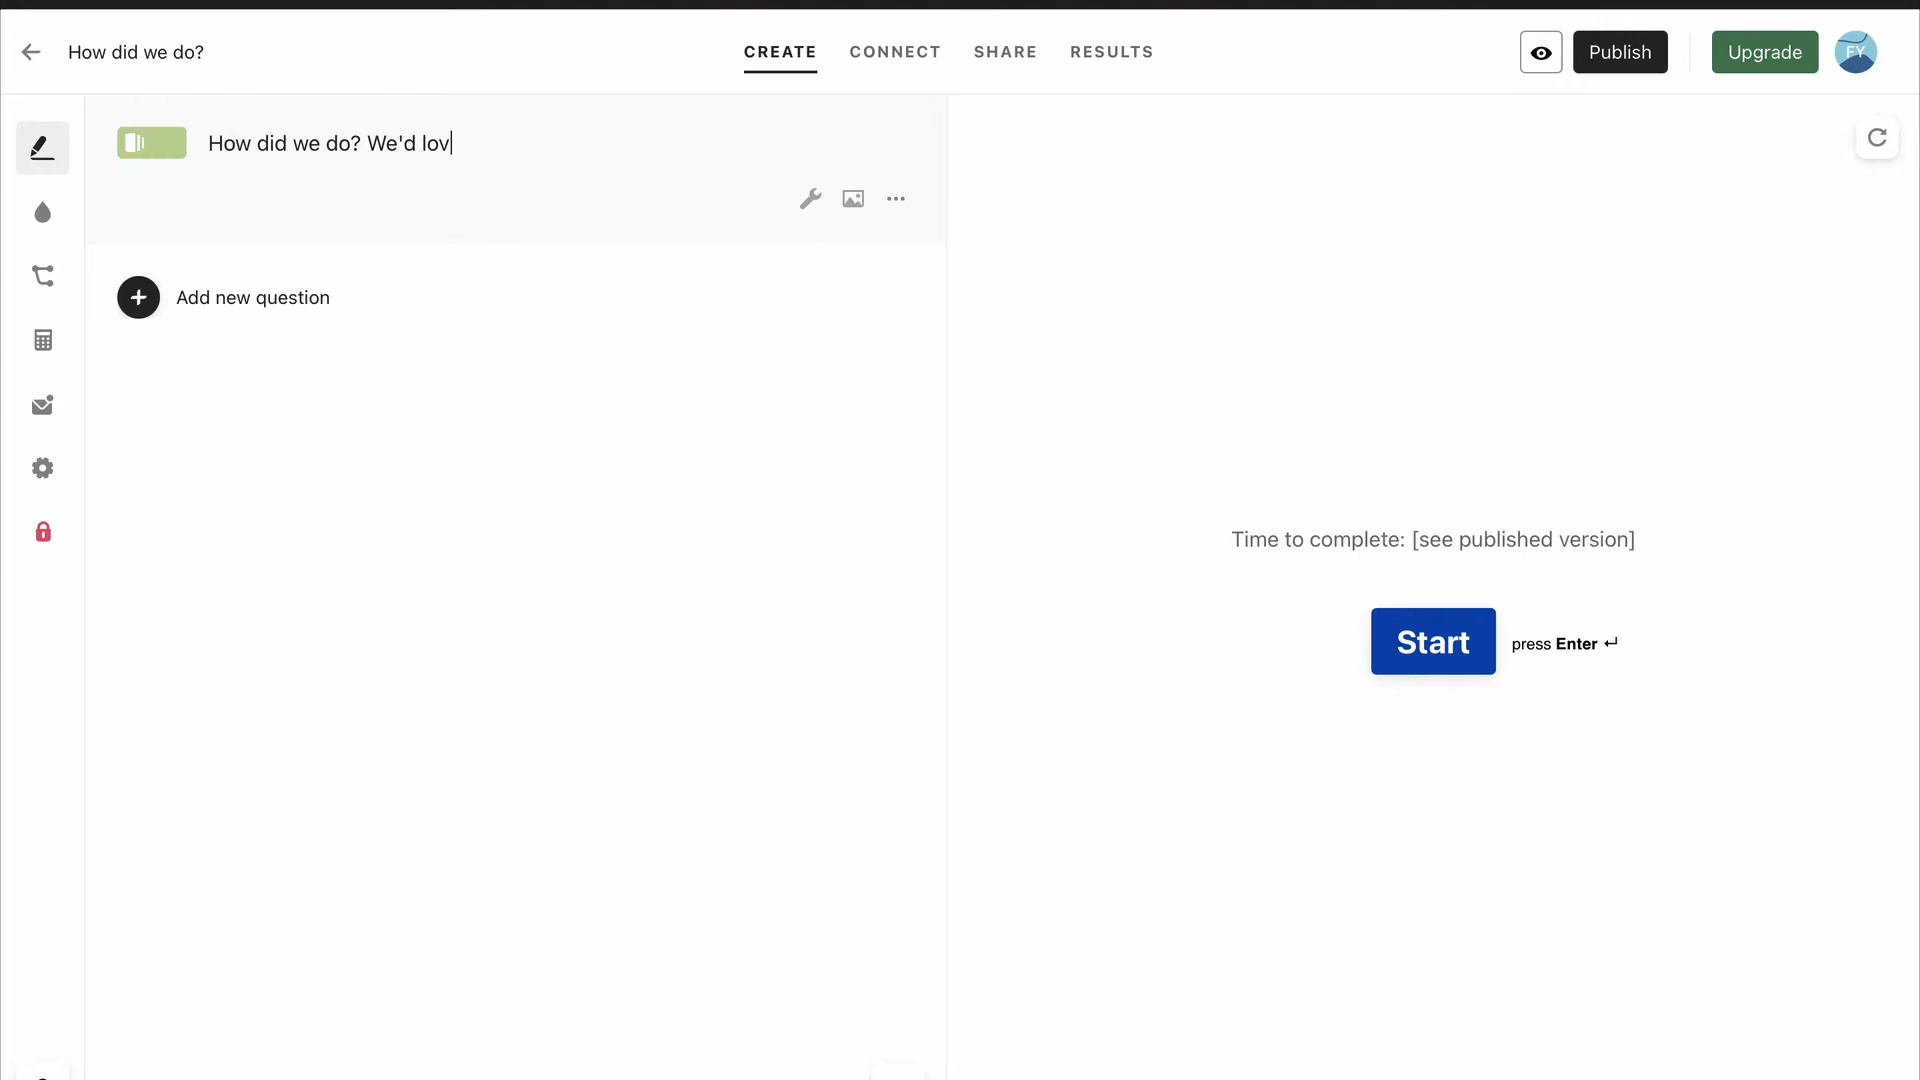 How did we do?
CREATE
CONNECT
SHARE
RESULTS
Publish
Upgrade
FY
How did we do? We'd lov
Add new question
Time to complete: [see published version]
Start
press Enter ↵